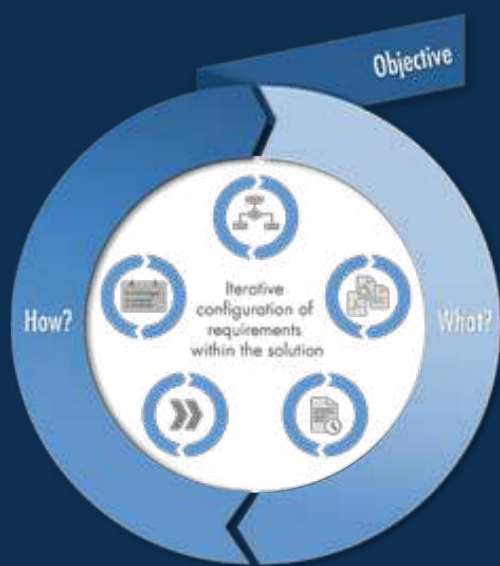 Objective
How?
What?
Iterative
configuration of
requirements
within the solution